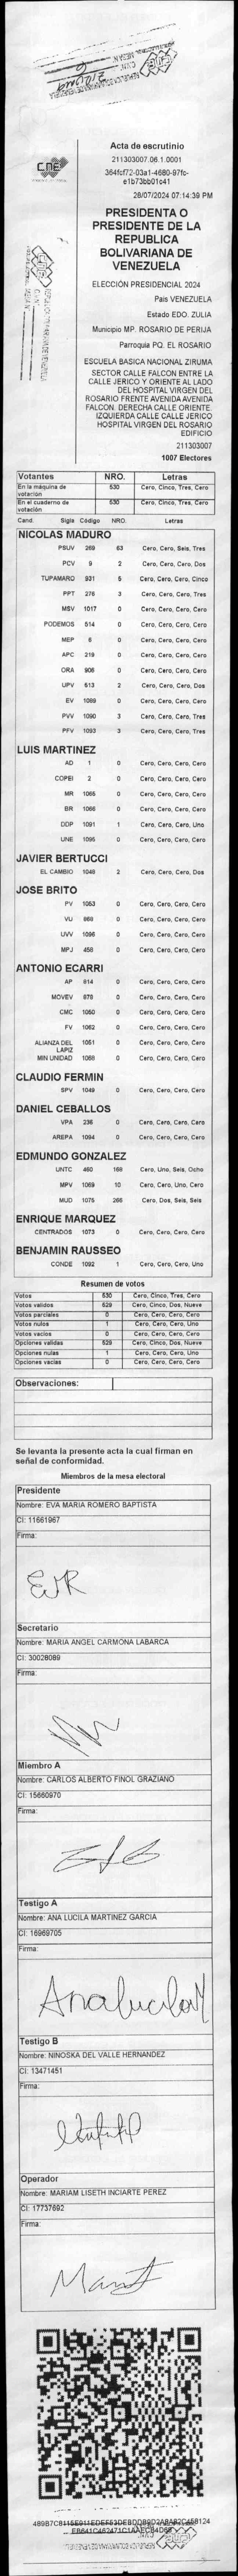 CNE
Acta de escrutinio
211303007.06.1.0001
364fcf72-03a1-4680-97fc-
e1b73bb01c41
28/07/2024 07:14:39 PM
PRESIDENTA O
PRESIDENTE DE LA
REPUBLICA
BOLIVARIANA DE
VENEZUELA
ELECCIÓN PRESIDENCIAL 2024
Pais VENEZUELA
Estado EDO. ZULIA
Municipio MP. ROSARIO DE PERIJA
Parroquia PQ. EL ROSARIO
ESCUELA BASICA NACIONAL ZIRUMA
SECTOR CALLE FALCON ENTRE LA
CALLE JERICO Y ORIENTE AL LADO
DEL HOSPITAL VIRGEN DEL
ROSARIO FRENTE AVENIDA AVENIDA
FALCON. DERECHA CALLE ORIENTE.
IZQUIERDA CALLE CALLE JERICO
HOSPITAL VIRGEN DEL ROSARIO
EDIFICIO
211303007
1007 Electores
Votantes NRO. Letras
En la máquina de votación 530 Cero, Cinco, Tres, Cero
En el cuaderno de votación 530 Cero, Cinco, Tres, Cero
Cand. Sigla Código NRO. Letras
NICOLAS MADURO
PSUV 269 63 Cero, Cero, Seis, Tres
PCV 9 2 Cero, Cero, Cero, Dos
TUPAMARO 931 5 Cero, Cero, Cero, Cinco
PPT 276 3 Cero, Cero, Cero, Tres
MSV 1017 0 Cero, Cero, Cero, Cero
PODEMOS 514 0 Cero, Cero, Cero, Cero
MEP 6 0 Cero, Cero, Cero, Cero
APC 219 0 Cero, Cero, Cero, Cero
ORA 908 0 Cero, Cero, Cero, Cero
UPV 613 2 Cero, Cero, Cero, Dos
EV 1089 0 Cero, Cero, Cero, Cero
PVV 1090 3 Cero, Cero, Cero, Tres
PFV 1093 3 Cero, Cero, Cero, Tres
LUIS MARTINEZ
AD 1 0 Cero, Cero, Cero, Cero
COPEI 2 0 Cero, Cero, Cero, Cero
MR 1065 0 Cero, Cero, Cero, Cero
BR 1066 0 Cero, Cero, Cero, Cero
DDP 1091 1 Cero, Cero, Cero, Uno
UNE 1095 0 Cero, Cero, Cero, Cero
JAVIER BERTUCCI
EL CAMBIO 1048 2 Cero, Cero, Cero, Dos
JOSE BRITO
PV 1053 0 Cero, Cero, Cero, Cero
VU 868 0 Cero, Cero, Cero, Cero
UVV 1096 0 Cero, Cero, Cero, Cero
MPJ 458 0 Cero, Cero, Cero, Cero
ANTONIO ECARRI
AP 814 0 Cero, Cero, Cero, Cero
MOVEV 978 0 Cero, Cero, Cero, Cero
CMC 1050 0 Cero, Cero, Cero, Cero
FV 1062 0 Cero, Cero, Cero, Cero
ALIANZA DEL LAPIZ 1051 0 Cero, Cero, Cero, Cero
MIN UNIDAD 1068 0 Cero, Cero, Cero, Cero
CLAUDIO FERMIN
SPV 1049 0 Cero, Cero, Cero, Cero
DANIEL CEBALLOS
VPA 236 0 Cero, Cero, Cero, Cero
AREPA 1094 0 Cero, Cero, Cero, Cero
EDMUNDO GONZALEZ
UNTC 460 168 Cero, Uno, Seis, Ocho
MPV 1069 10 Cero, Cero, Uno, Cero
MUD 1075 266 Cero, Dos, Seis, Seis
ENRIQUE MARQUEZ
CENTRADOS 1073 0 Cero, Cero, Cero, Cero
BENJAMIN RAUSSEO
CONDE 1092 1 Cero, Cero, Cero, Uno
Resumen de votos
Votos 530 Cero, Cinco, Tres, Cero
Votos validos 529 Cero, Cinco, Dos, Nueve
Votos parciales 0 Cero, Cero, Cero, Cero
Votos nulos 1 Cero, Cero, Cero, Uno
Votos vacios 0 Cero, Cero, Cero, Cero
Opciones validas 529 Cero, Cinco, Dos, Nueve
Opciones nulas 1 Cero, Cero, Cero, Uno
Opciones vacias 0 Cero, Cero, Cero, Cero
Observaciones:
Se levanta la presente acta la cual firman en
señal de conformidad.
Miembros de la mesa electoral
Presidente
Nombre: EVA MARIA ROMERO BAPTISTA
CI: 11661967
Firma:
EJR
Secretario
Nombre: MARIA ANGEL CARMONA LABARCA
CI: 30028089
Firma:
Miembro A
Nombre: CARLOS ALBERTO FINOL GRAZIANO
CI: 15660970
Firma:
Testigo A
Nombre: ANA LUCILA MARTINEZ GARCIA
CI: 16969705
Firma:
Testigo B
Nombre: NINOSKA DEL VALLE HERNANDEZ
CI: 13471451
Firma:
Operador
Nombre: MARIAM LISETH INCIARTE PEREZ
CI: 17737692
Firma: